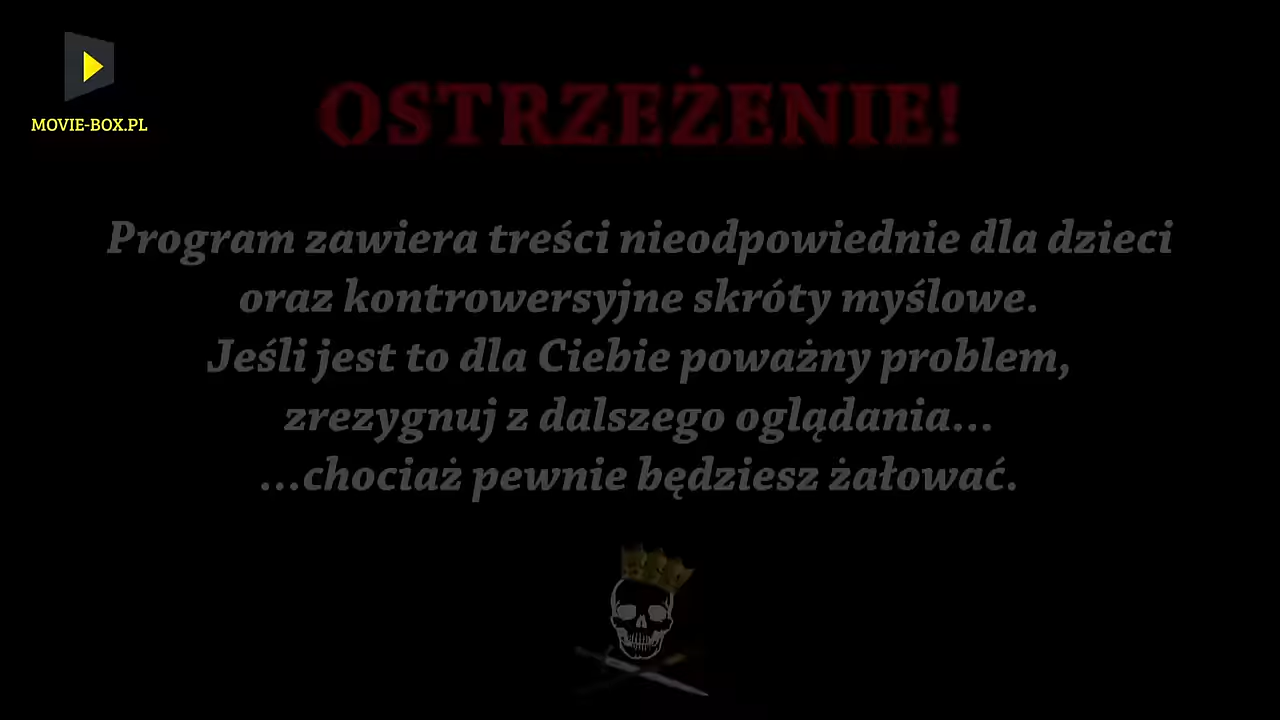 MOVIE-BOX.PL
OSTRZEŻENIE!
Program zawiera treści nieodpowiednie dla dzieci
oraz kontrowersyjne skróty myślowe.
Jeśli jest to dla Ciebie poważny problem,
zrezygnuj z dalszego oglądania...
...chociaż pewnie będziesz żałować.